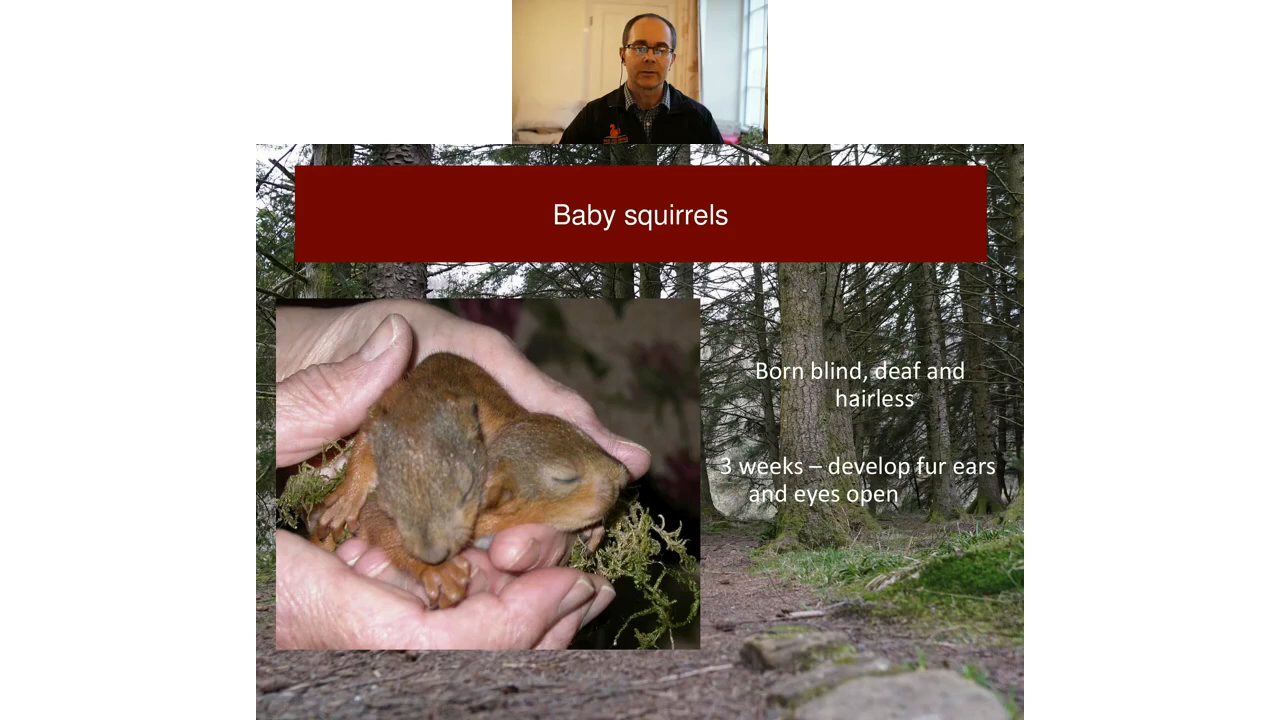 Baby squirrels
Born blind, deaf and
hairless
3 weeks – develop fur ears
and eyes open